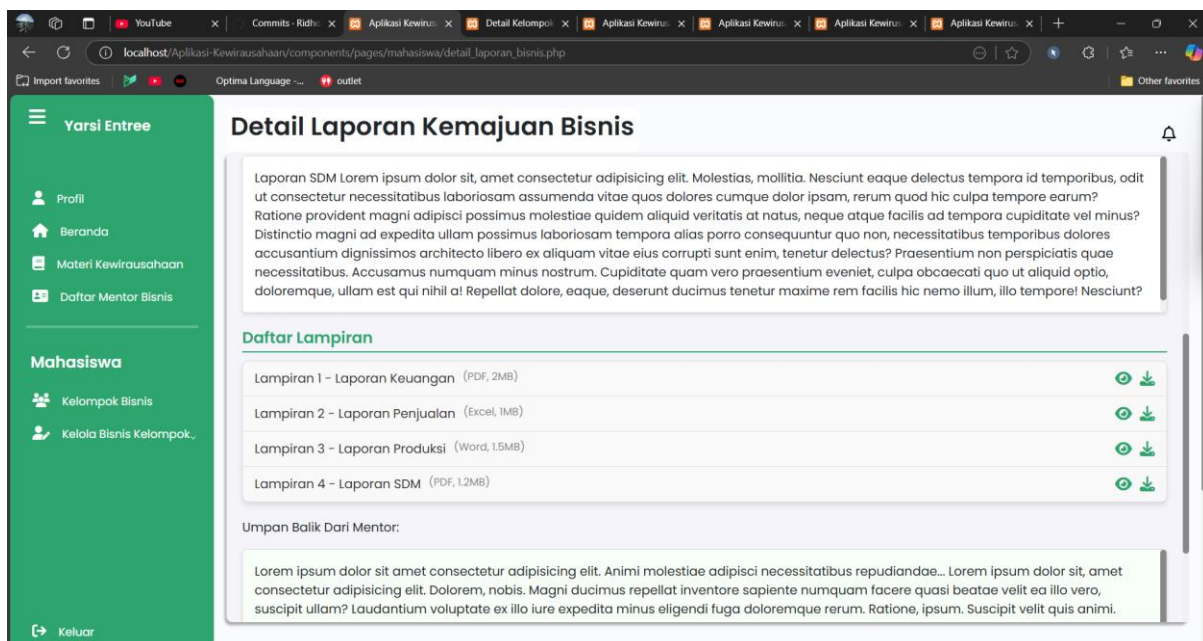 YouTube
Commits - Ridho
Aplikasi Kewirus
Detail Kelompok
Aplikasi Kewirus
Aplikasi Kewirus
Aplikasi Kewirus
Aplikasi Kewirus
localhost/Aplikasi-Kewirausahaan/components/pages/mahasiswa/detail_laporan_bisnis.php
Import favorites
Optima Language -...
outlet
Other favorites
Yarsi Entree
Profil
Beranda
Materi Kewirausahaan
Daftar Mentor Bisnis
Mahasiswa
Kelompok Bisnis
Kelola Bisnis Kelompok
Keluar
Detail Laporan Kemajuan Bisnis
Laporan SDM Lorem ipsum dolor sit, amet consectetur adipisicing elit. Molestias, mollitia. Nesciunt eaque delectus tempora id temporibus, odit
ut consectetur necessitatibus laboriosam assumenda vitae quos dolores cumque dolor ipsam, rerum quod hic culpa tempore earum?
Ratione provident magni adipisci possimus molestiae quidem aliquid veritatis at natus, neque atque facilis ad tempora cupiditate vel minus?
Distinctio magni ad expedita ullam possimus laboriosam tempora alias porro consequuntur quo non, necessitatibus temporibus dolores
accusantium dignissimos architecto libero ex aliquam vitae eius corrupti sunt enim, tenetur delectus? Praesentium non perspiciatis quae
necessitatibus. Accusamus numquam minus nostrum. Cupiditate quam vero praesentium eveniet, culpa obcaecati quo ut aliquid optio,
doloremque, ullam est qui nihil a! Repellat dolore, eaque, deserunt ducimus tenetur maxime rem facilis hic nemo illum, illo tempore! Nesciunt?
Daftar Lampiran
Lampiran 1 - Laporan Keuangan (PDF, 2MB)
Lampiran 2 - Laporan Penjualan (Excel, 1MB)
Lampiran 3 - Laporan Produksi (Word, 1.5MB)
Lampiran 4 - Laporan SDM (PDF, 1.2MB)
Umpan Balik Dari Mentor:
Lorem ipsum dolor sit amet consectetur adipisicing elit. Animi molestiae adipisci necessitatibus repudiandae... Lorem ipsum dolor sit, amet
consectetur adipisicing elit. Dolorem, nobis. Magni ducimus repellat inventore sapiente numquam facere quasi beatae velit ea illo vero,
suscipit ullam? Laudantium voluptate ex illo iure expedita minus eligendi fuga doloremque rerum. Ratione, ipsum. Suscipit velit quis animi.